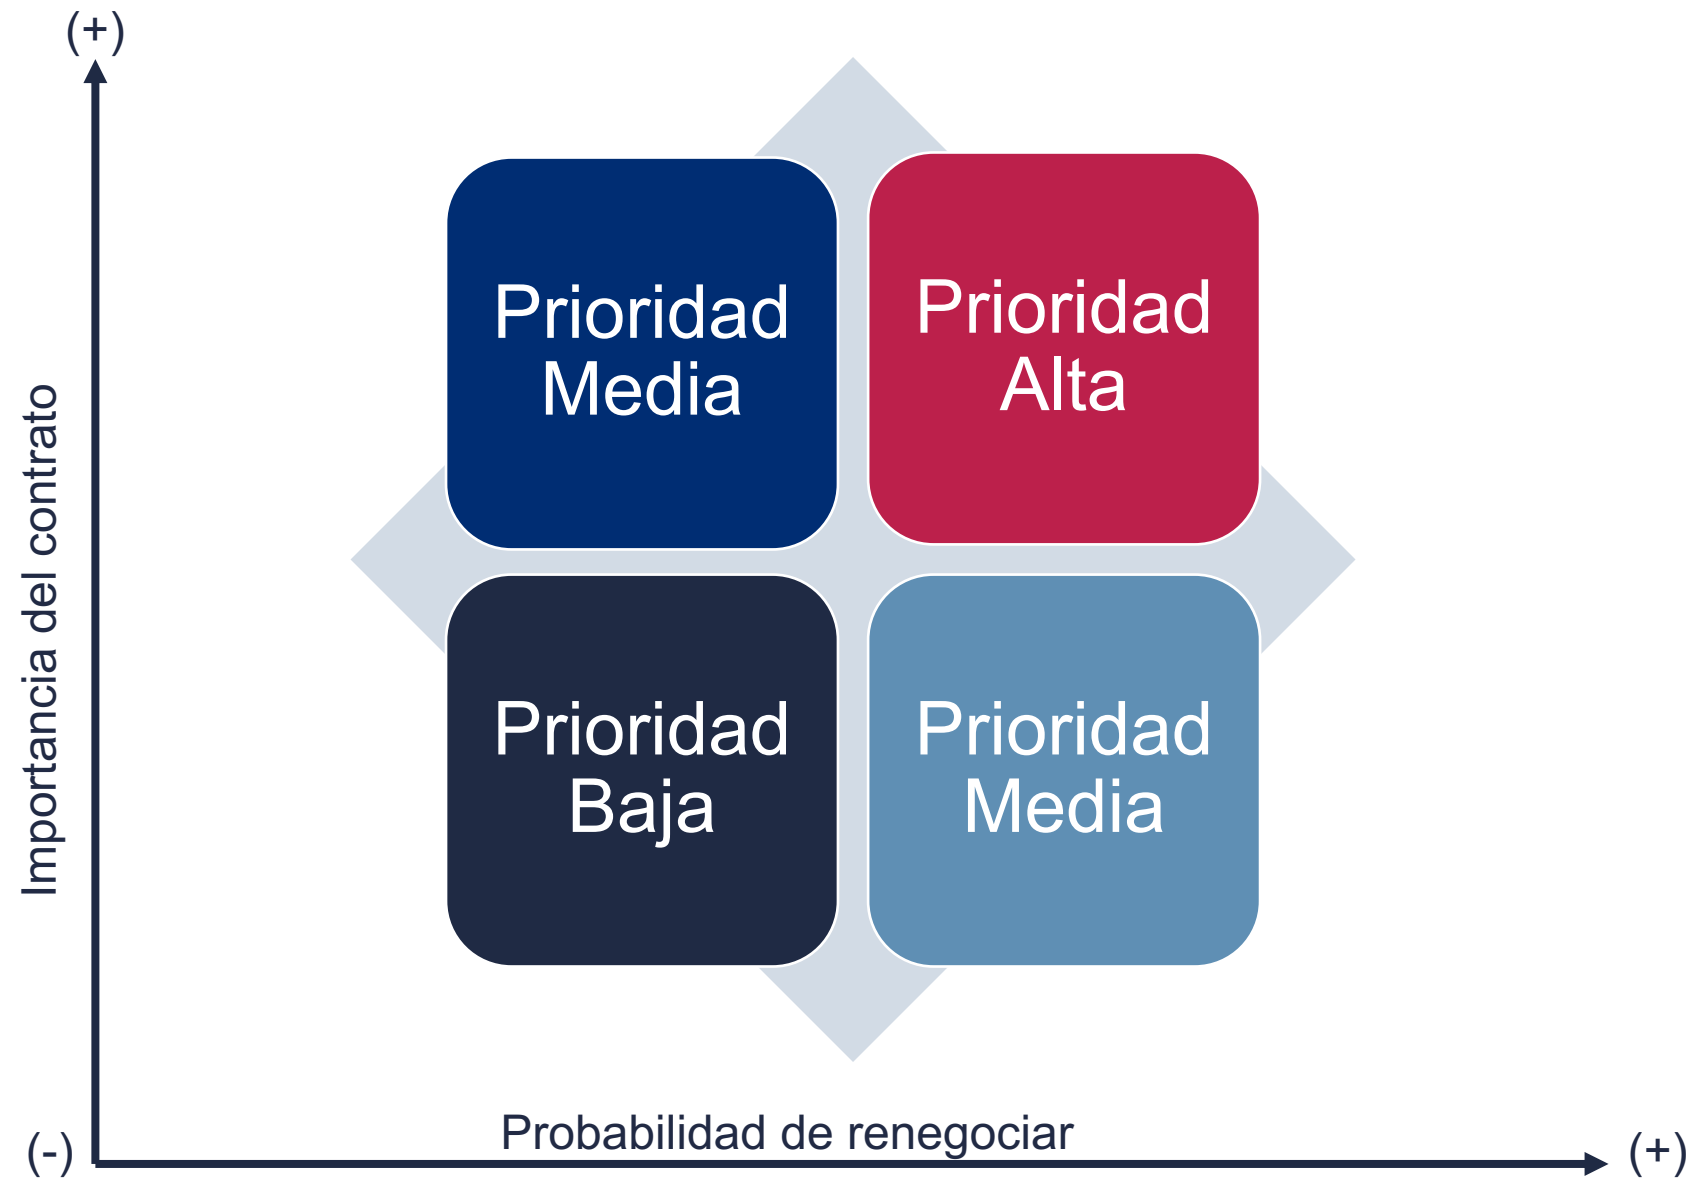 (+)
Prioridad
Media
Prioridad
Alta
Importancia del contrato
Prioridad
Baja
Prioridad
Media
Probabilidad de renegociar
(-)
(+)